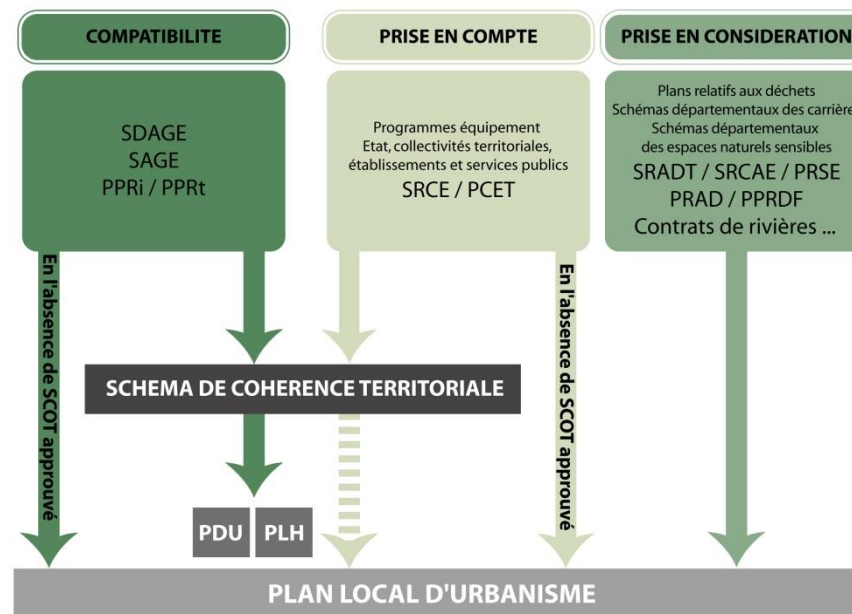 COMPATIBILITE
SDAGE
SAGE
PPRi / PPRt
PRISE EN COMPTE
Programmes équipement
Etat, collectivités territoriales,
établissements et services publics
SRCE / PCET
PRISE EN CONSIDERATION
Plans relatifs aux déchets
Schémas départementaux des carrière
Schémas départementaux
des espaces naturels sensibles
SRADT / SRCAE / PRSE
PRAD / PPRDF
Contrats de rivières ...
En l'absence de SCOT approuvé
En l'absence de SCOT approuvé
SCHEMA DE COHERENCE TERRITORIALE
PDU
PLH
PLAN LOCAL D'URBANISME